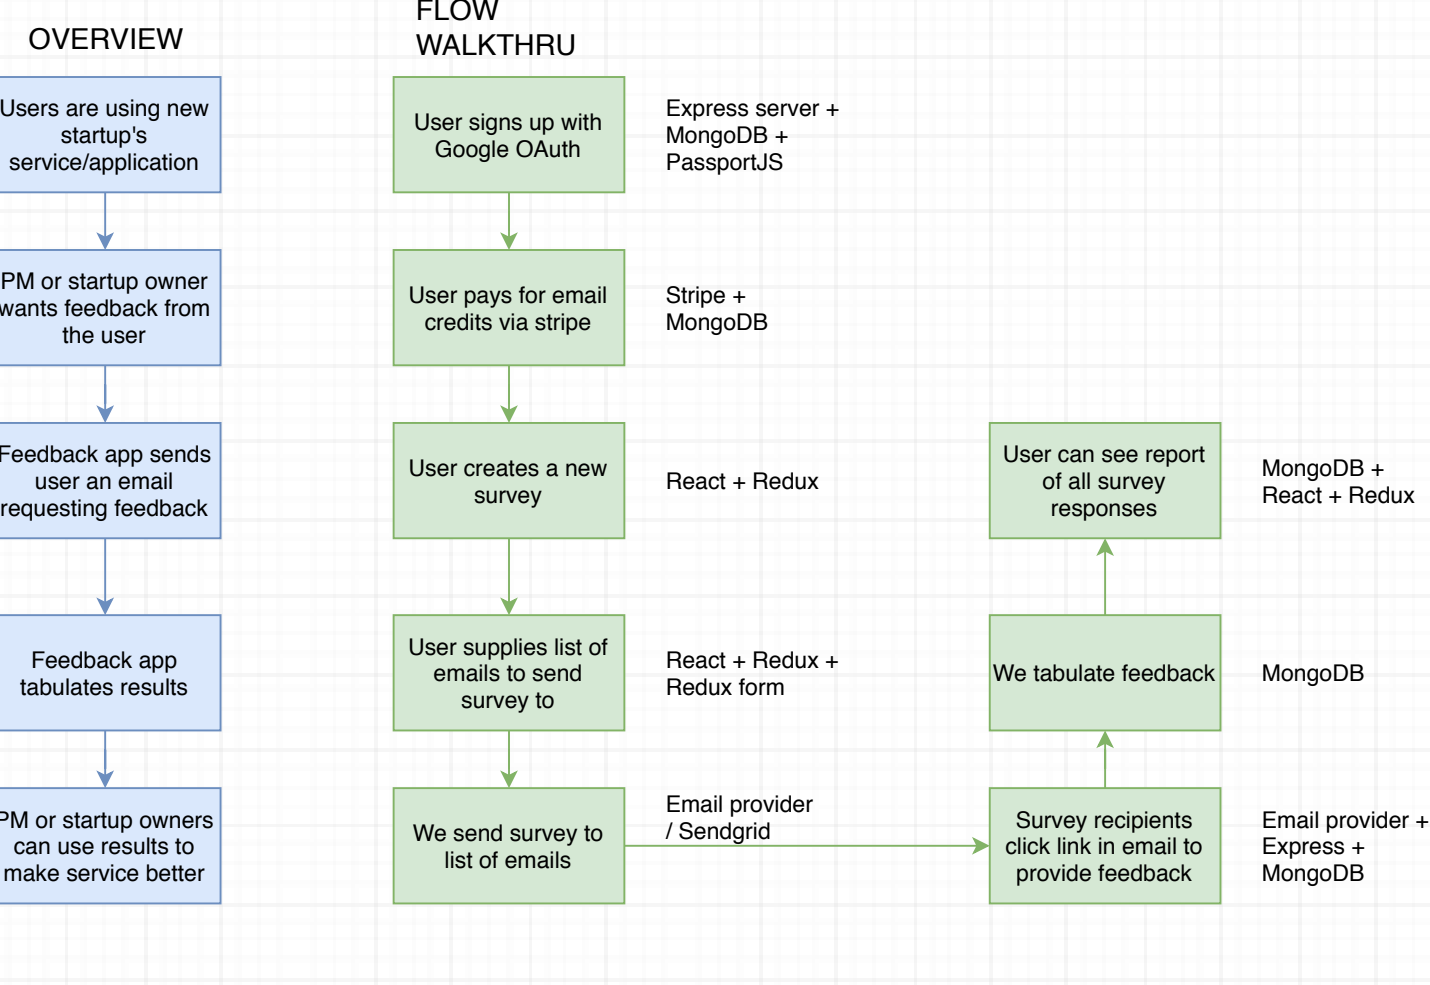 OVERVIEW
Users are using new
startup's
service/application
PM or startup owner
wants feedback from
the user
Feedback app sends
user an email
requesting feedback
Feedback app
tabulates results
PM or startup owners
can use results to
make service better
FLOW
WALKTHRU
User signs up with
Google OAuth
Express server +
MongoDB +
PassportJS
User pays for email
credits via stripe
Stripe +
MongoDB
User creates a new
survey
React + Redux
User supplies list of
emails to send
survey to
React + Redux +
Redux form
We send survey to
list of emails
Email provider
/ Sendgrid
Survey recipients
click link in email to
provide feedback
Email provider +
Express +
MongoDB
We tabulate feedback
MongoDB
User can see report
of all survey
responses
MongoDB +
React + Redux